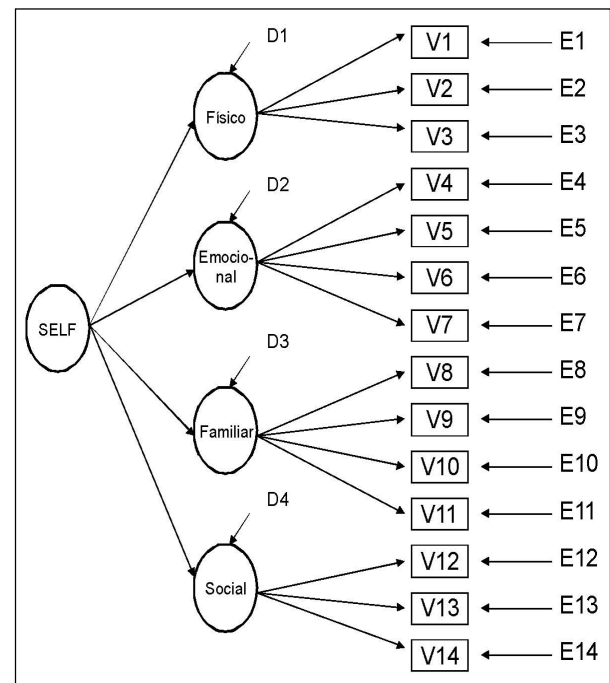 D1
V1
E1
V2
E2
Físico
V3
E3
D2
V4
E4
V5
E5
Emocio-
nal
V6
E6
V7
E7
SELF
D3
V8
E8
V9
E9
Familiar
V10
E10
V11
E11
D4
V12
E12
Social
V13
E13
V14
E14